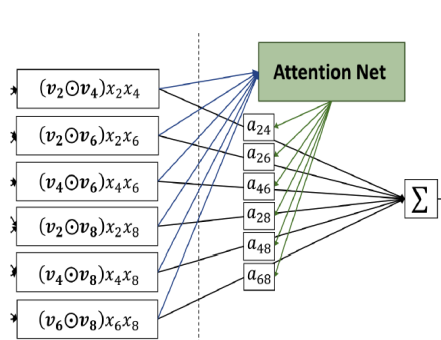 (v₂⊙v₄)x₂x₄
(v₂⊙v₆)x₂x₆
(v₄⊙v₆)x₄x₆
(v₂⊙v₈)x₂x₈
(v₄⊙v₈)x₄x₈
(v₆⊙v₈)x₆x₈
Attention Net
a₂₄
a₂₆
a₄₆
a₂₈
a₄₈
a₆₈
∑